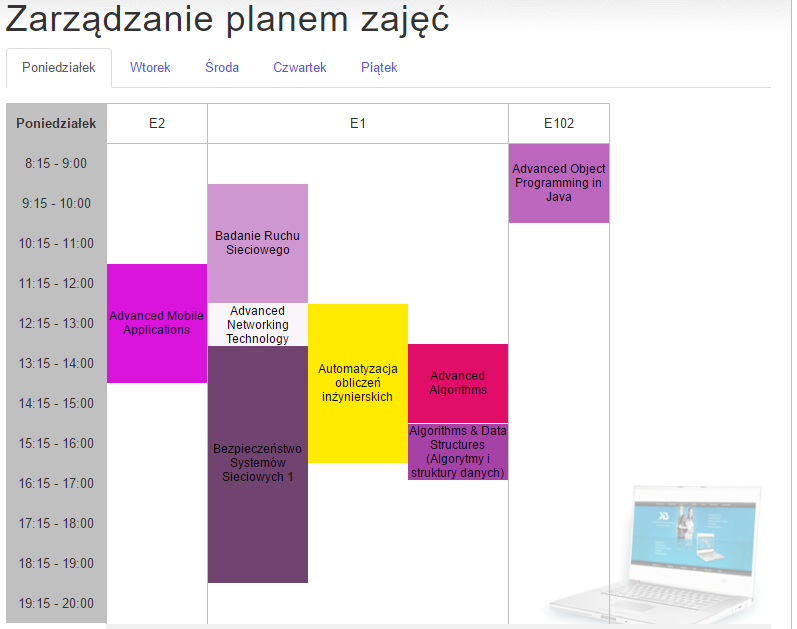 Zarządzanie planem zajęć
Poniedziałek Wtorek Środa Czwartek Piątek
Poniedziałek E2 E1 E102
8:15 - 9:00
Advanced Object
Programming in
Java
9:15 - 10:00
10:15 - 11:00
Badanie Ruchu
Sieciowego
11:15 - 12:00
12:15 - 13:00
Advanced Mobile
Applications
Advanced
Networking
Technology
13:15 - 14:00
Automatyzacja
obliczeń
inżynierskich
Advanced
Algorithms
14:15 - 15:00
15:15 - 16:00
Algorithms & Data
Structures
(Algorytmy i
struktury danych)
Bezpieczeństwo
Systemów
Sieciowych 1
16:15 - 17:00
17:15 - 18:00
18:15 - 19:00
19:15 - 20:00